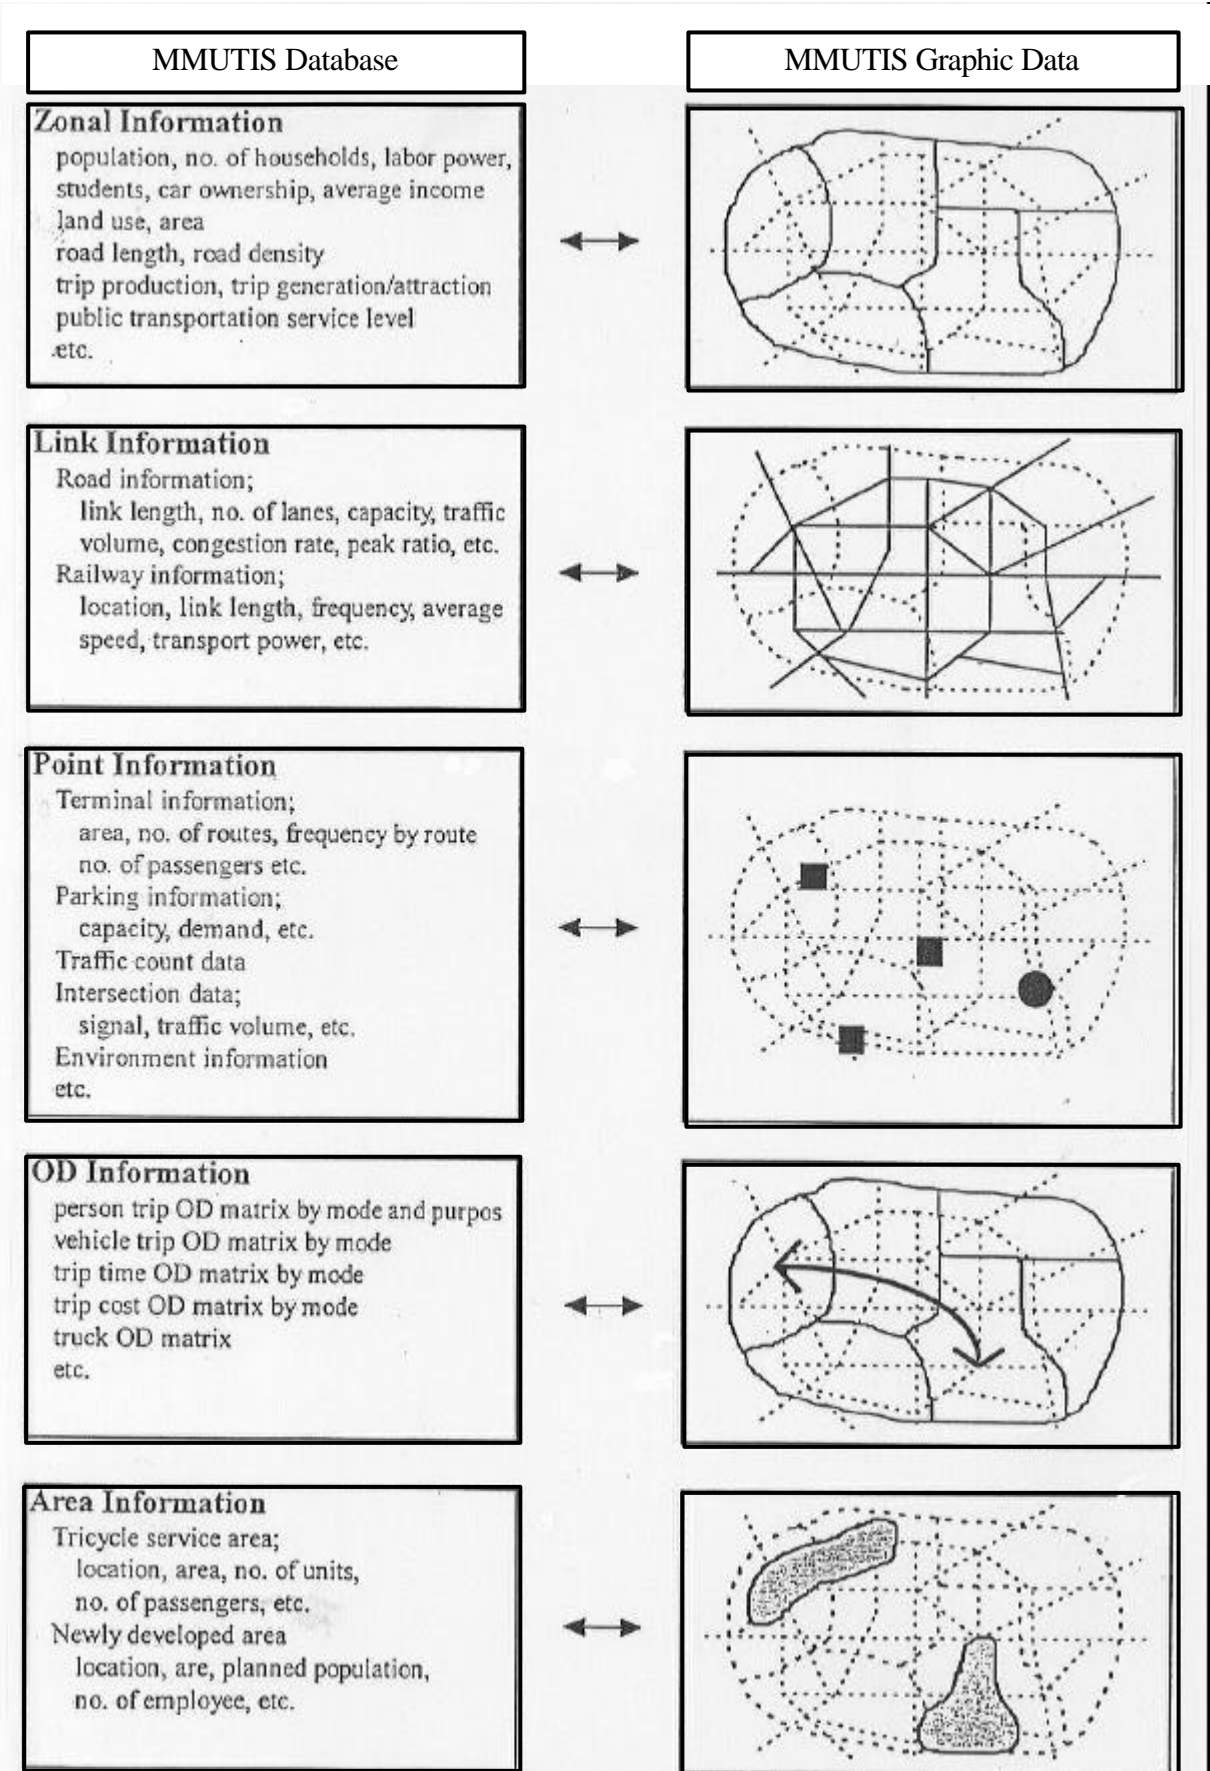 MMUTIS Database
MMUTIS Graphic Data
Zonal Information
population, no. of households, labor power,
students, car ownership, average income
land use, area
road length, road density
trip production, trip generation/attraction
public transportation service level
etc.
Link Information
Road information;
link length, no. of lanes, capacity, traffic
volume, congestion rate, peak ratio, etc.
Railway information;
location, link length, frequency, average
speed, transport power, etc.
Point Information
Terminal information;
area, no. of routes, frequency by route
no. of passengers etc.
Parking information;
capacity, demand, etc.
Traffic count data
Intersection data;
signal, traffic volume, etc.
Environment information
etc.
OD Information
person trip OD matrix by mode and purpos
vehicle trip OD matrix by mode
trip time OD matrix by mode
trip cost OD matrix by mode
truck OD matrix
etc.
Area Information
Tricycle service area;
location, area, no. of units,
no. of passengers, etc.
Newly developed area
location, are, planned population,
no. of employee, etc.